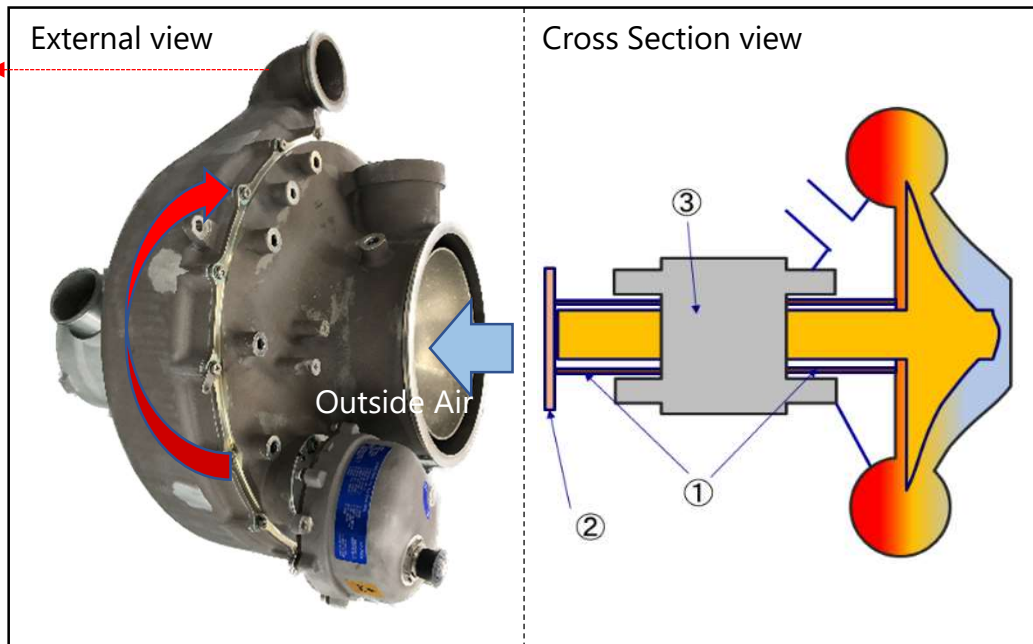 External view
Cross Section view
③
Outside Air
①
②